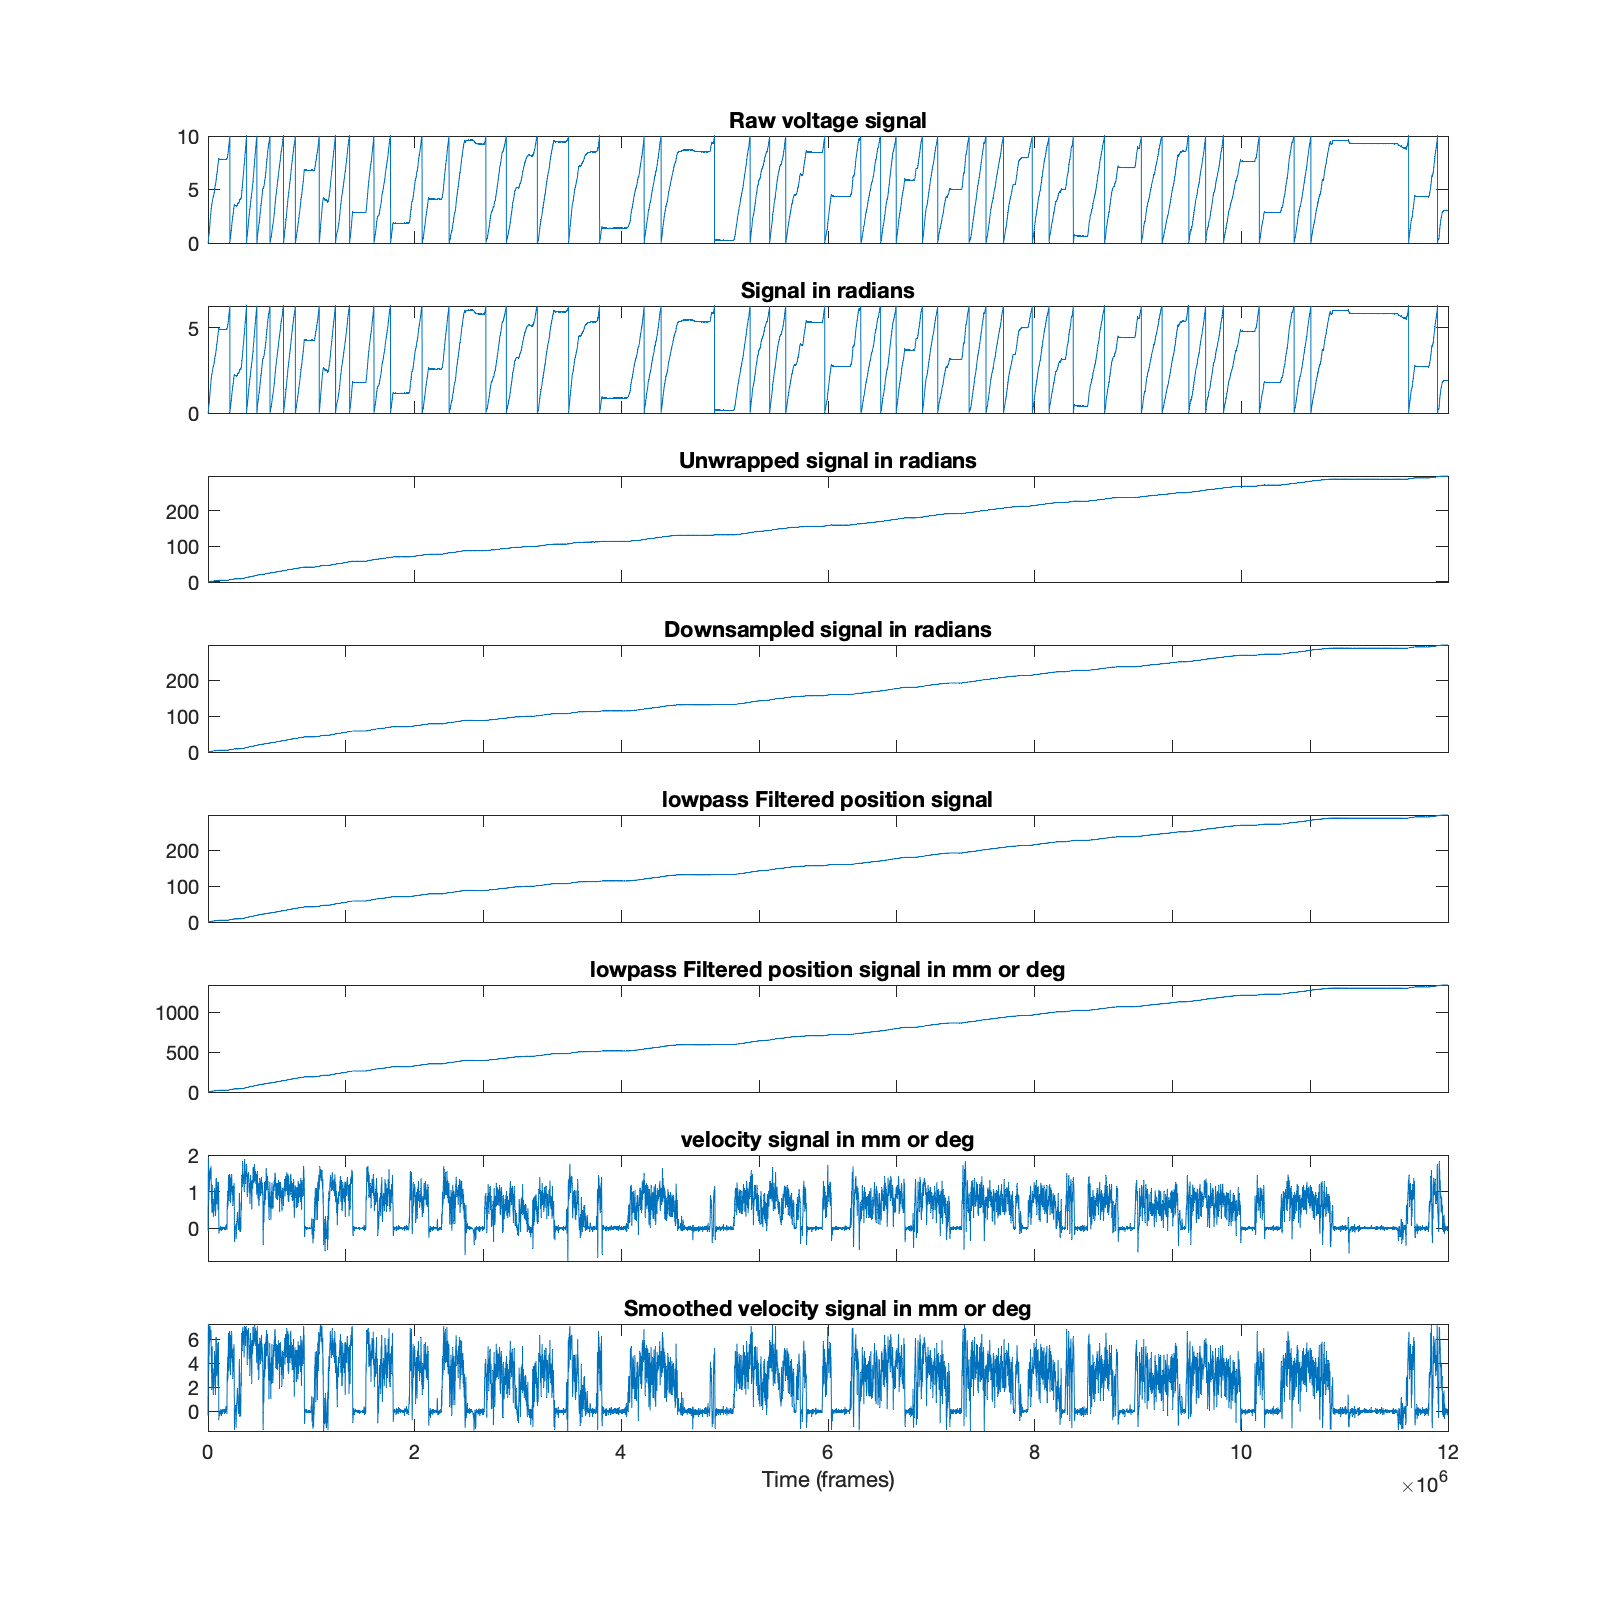 Raw voltage signal
10
5
0
Signal in radians
5
0
Unwrapped signal in radians
200
100
0
Downsampled signal in radians
200
100
0
lowpass Filtered position signal
200
100
0
lowpass Filtered position signal in mm or deg
1000
500
0
velocity signal in mm or deg
2
1
0
Smoothed velocity signal in mm or deg
6
4
2
0
0 2 4 6 8 10 12
Time (frames)
×10⁶